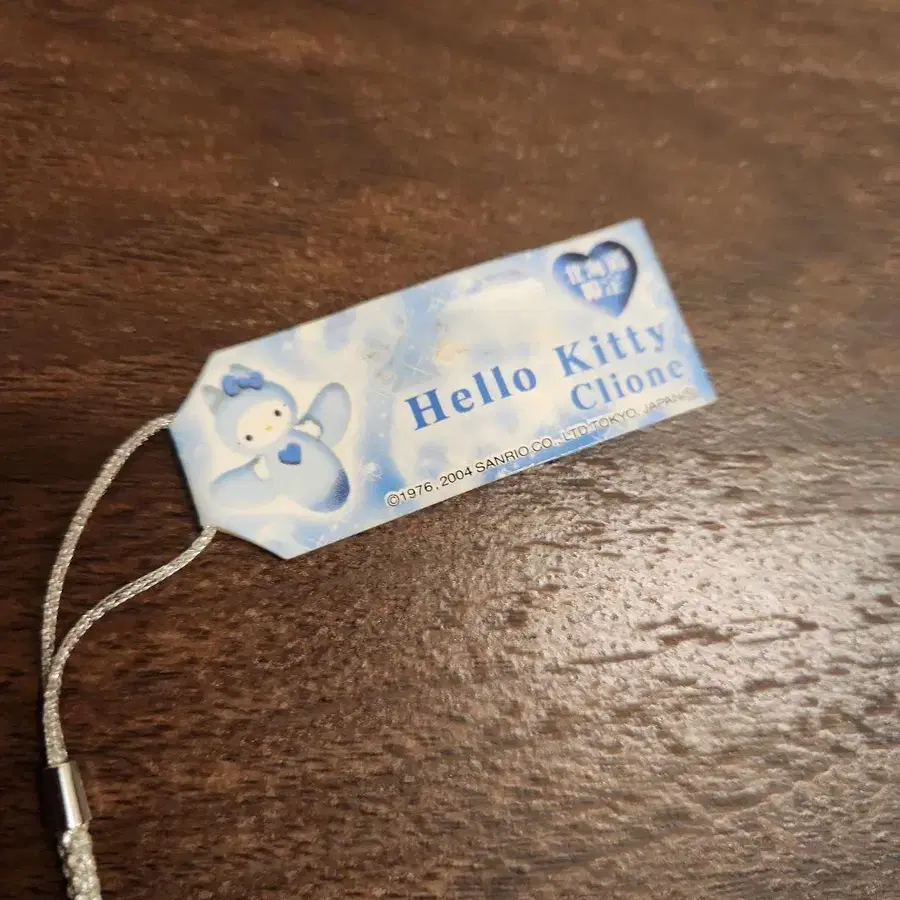 北海道
限定
Hello Kitty
Clione
©1976, 2004 SANRIO CO., LTD.TOKYO, JAPAN